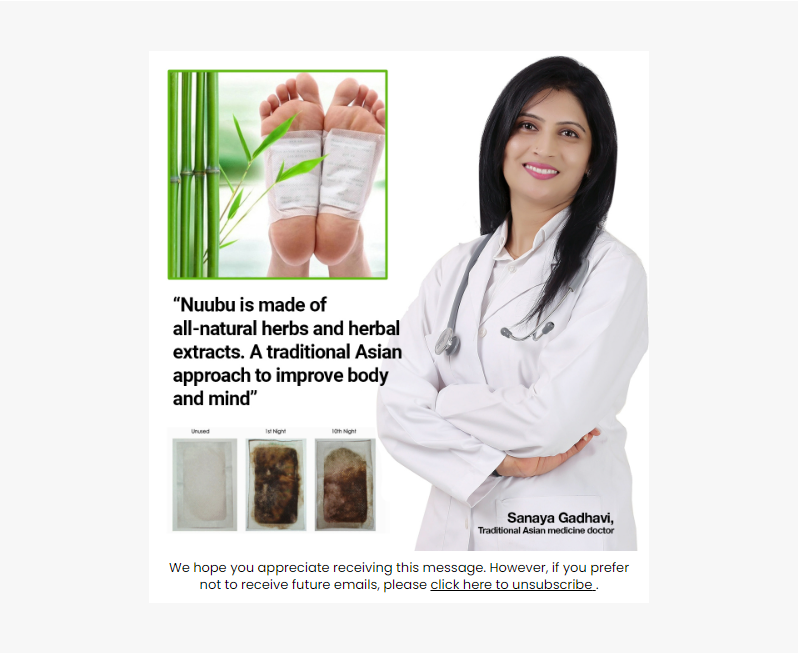 “Nuubu is made of
all-natural herbs and herbal
extracts. A traditional Asian
approach to improve body
and mind”
Unused
1st Night
10th Night
Sanaya Gadhavi,
Traditional Asian medicine doctor
We hope you appreciate receiving this message. However, if you prefer
not to receive future emails, please click here to unsubscribe .